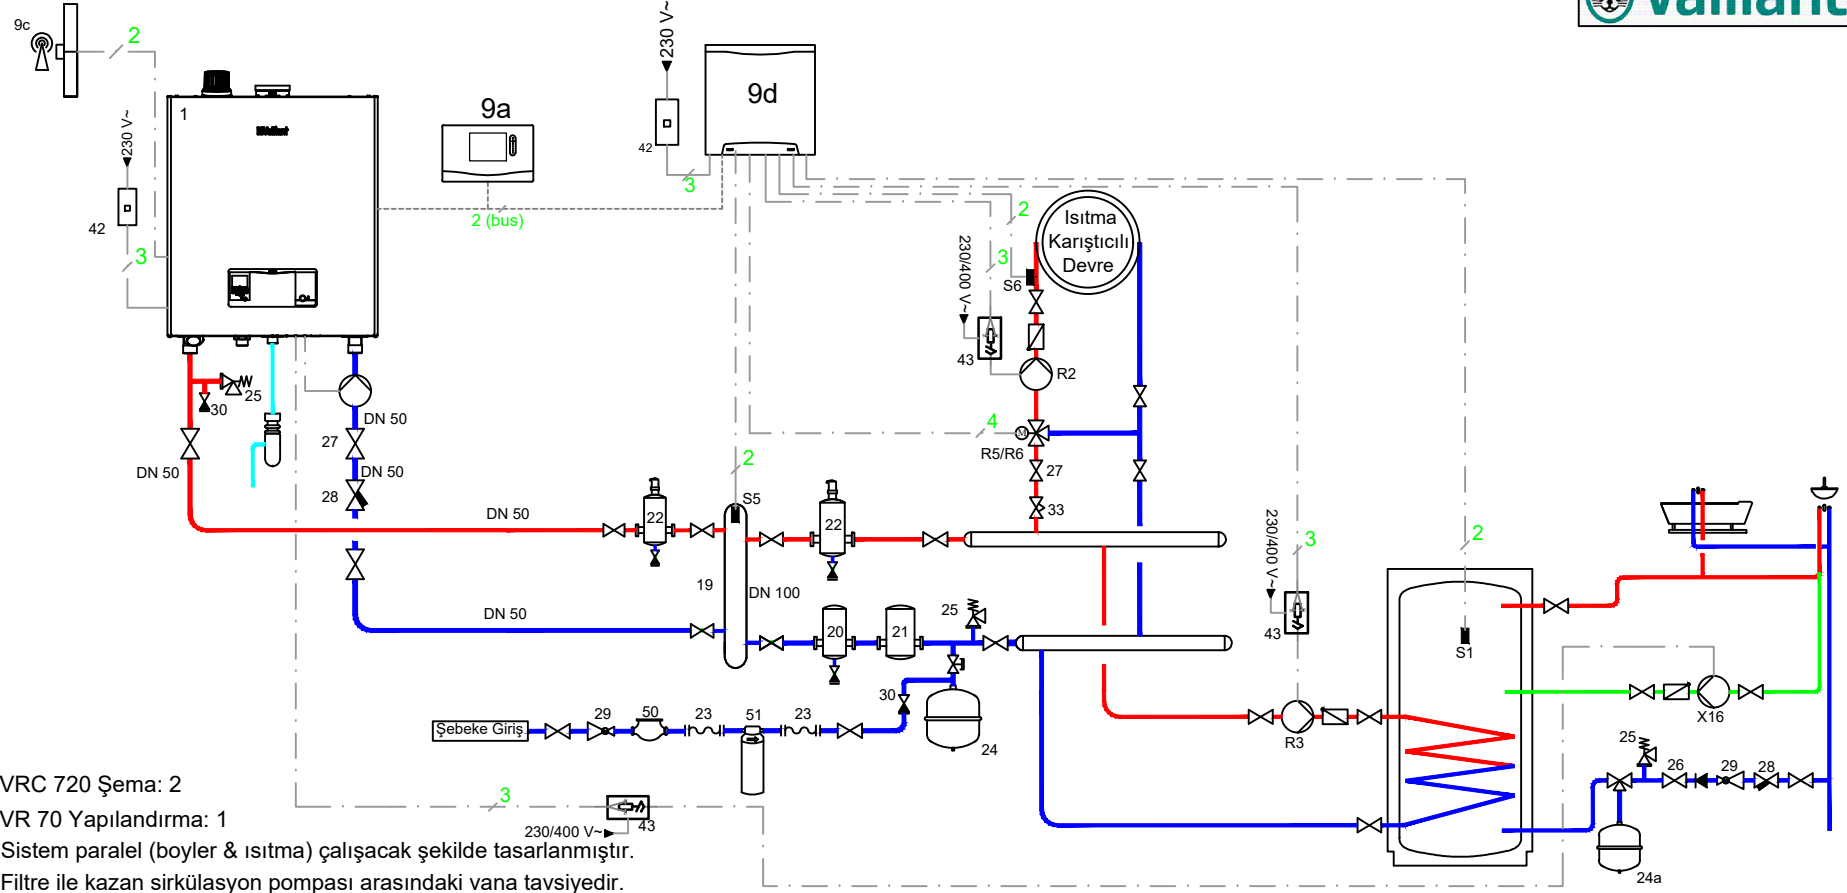 9c
2
230 V~
Vaillant
1
9a
9d
230 V~
42
3
42
3
2 (bus)
2
3
230/400 V~
Isıtma
Karıştıcılı
Devre
S6
43
R2
4
M
R5/R6
27
33
25
30
DN 50
27
DN 50
DN 50
28
DN 50
22
2
S5
22
19
DN 100
DN 50
20
21
25
230/400 V~
3
43
2
S1
X16
R3
30
24
Şebeke Giriş
29
50
23
51
23
25
26
29
28
24a
3
43
230/400 V~
VRC 720 Şema: 2
VR 70 Yapılandırma: 1
Sistem paralel (boyler & ısıtma) çalışacak şekilde tasarlanmıştır.
Filtre ile kazan sirkülasyon pompası arasındaki vana tavsiyedir.